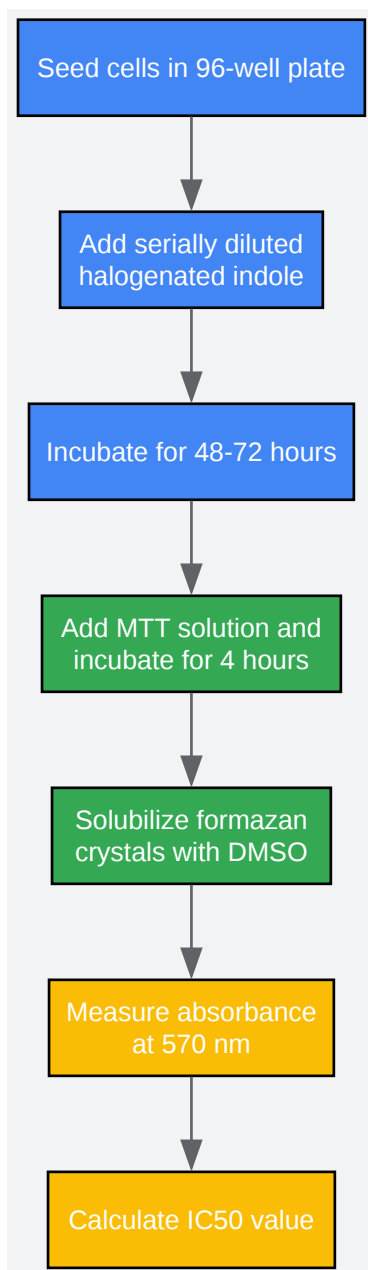 Seed cells in 96-well plate
Add serially diluted
halogenated indole
Incubate for 48-72 hours
Add MTT solution and
incubate for 4 hours
Solubilize formazan
crystals with DMSO
Measure absorbance
at 570 nm
Calculate IC50 value